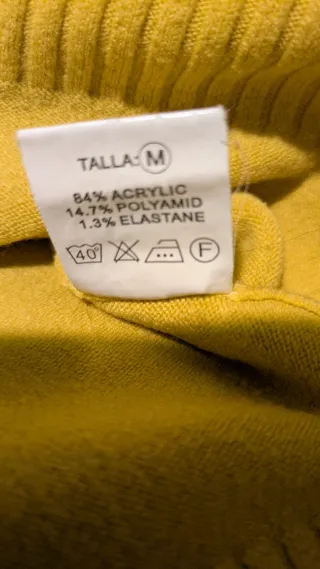 TALLA: M
84% ACRYLIC
14.7% POLYAMID
1.3% ELASTANE
40° F